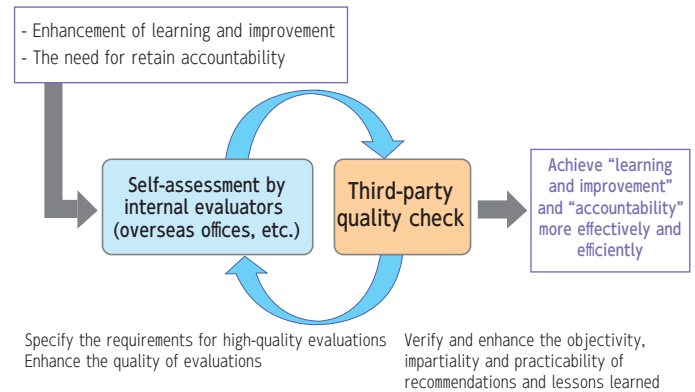 - Enhancement of learning and improvement
- The need for retain accountability
Self-assessment by
internal evaluators
(overseas offices, etc.)
Third-party
quality check
Achieve “learning
and improvement”
and “accountability”
more effectively and
efficiently
Specify the requirements for high-quality evaluations
Enhance the quality of evaluations
Verify and enhance the objectivity,
impartiality and practicability of
recommendations and lessons learned